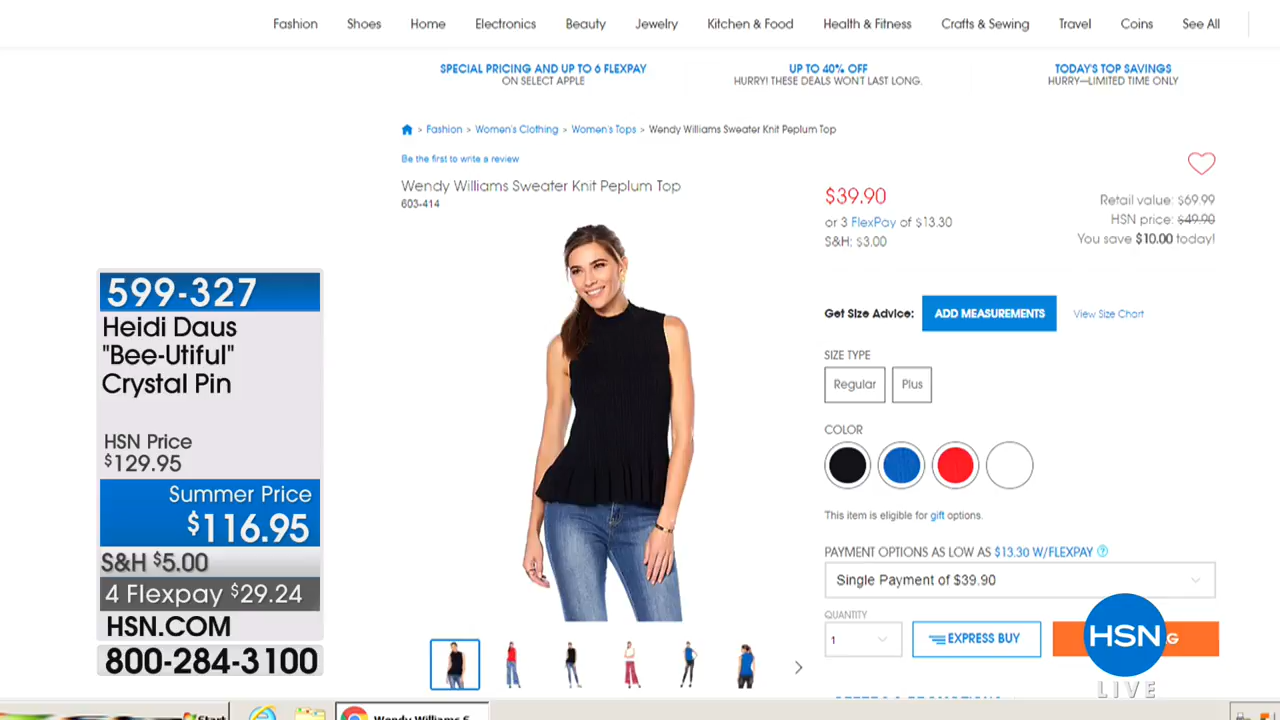 Fashion Shoes Home Electronics Beauty Jewelry Kitchen & Food Health & Fitness Crafts & Sewing Travel Coins See All
SPECIAL PRICING AND UP TO 6 FLEXPAY
ON SELECT APPLE
UP TO 40% OFF
HURRY! THESE DEALS WON'T LAST LONG.
TODAY'S TOP SAVINGS
HURRY—LIMITED TIME ONLY
> Fashion > Women's Clothing > Women's Tops > Wendy Williams Sweater Knit Peplum Top
Be the first to write a review
Wendy Williams Sweater Knit Peplum Top
603-414
$39.90
or 3 FlexPay of $13.30
S&H: $3.00
Retail value: $69.99
HSN price: $49.90
You save $10.00 today!
Get Size Advice: ADD MEASUREMENTS View Size Chart
SIZE TYPE
Regular Plus
COLOR
This item is eligible for gift options.
PAYMENT OPTIONS AS LOW AS $13.30 W/FLEXPAY ?
Single Payment of $39.90
QUANTITY
1 EXPRESS BUY G
599-327
Heidi Daus
"Bee-Utiful"
Crystal Pin
HSN Price
$129.95
Summer Price
$116.95
S&H $5.00
4 Flexpay $29.24
HSN.COM
800-284-3100
HSN
LIVE
Start Wendy Williams S